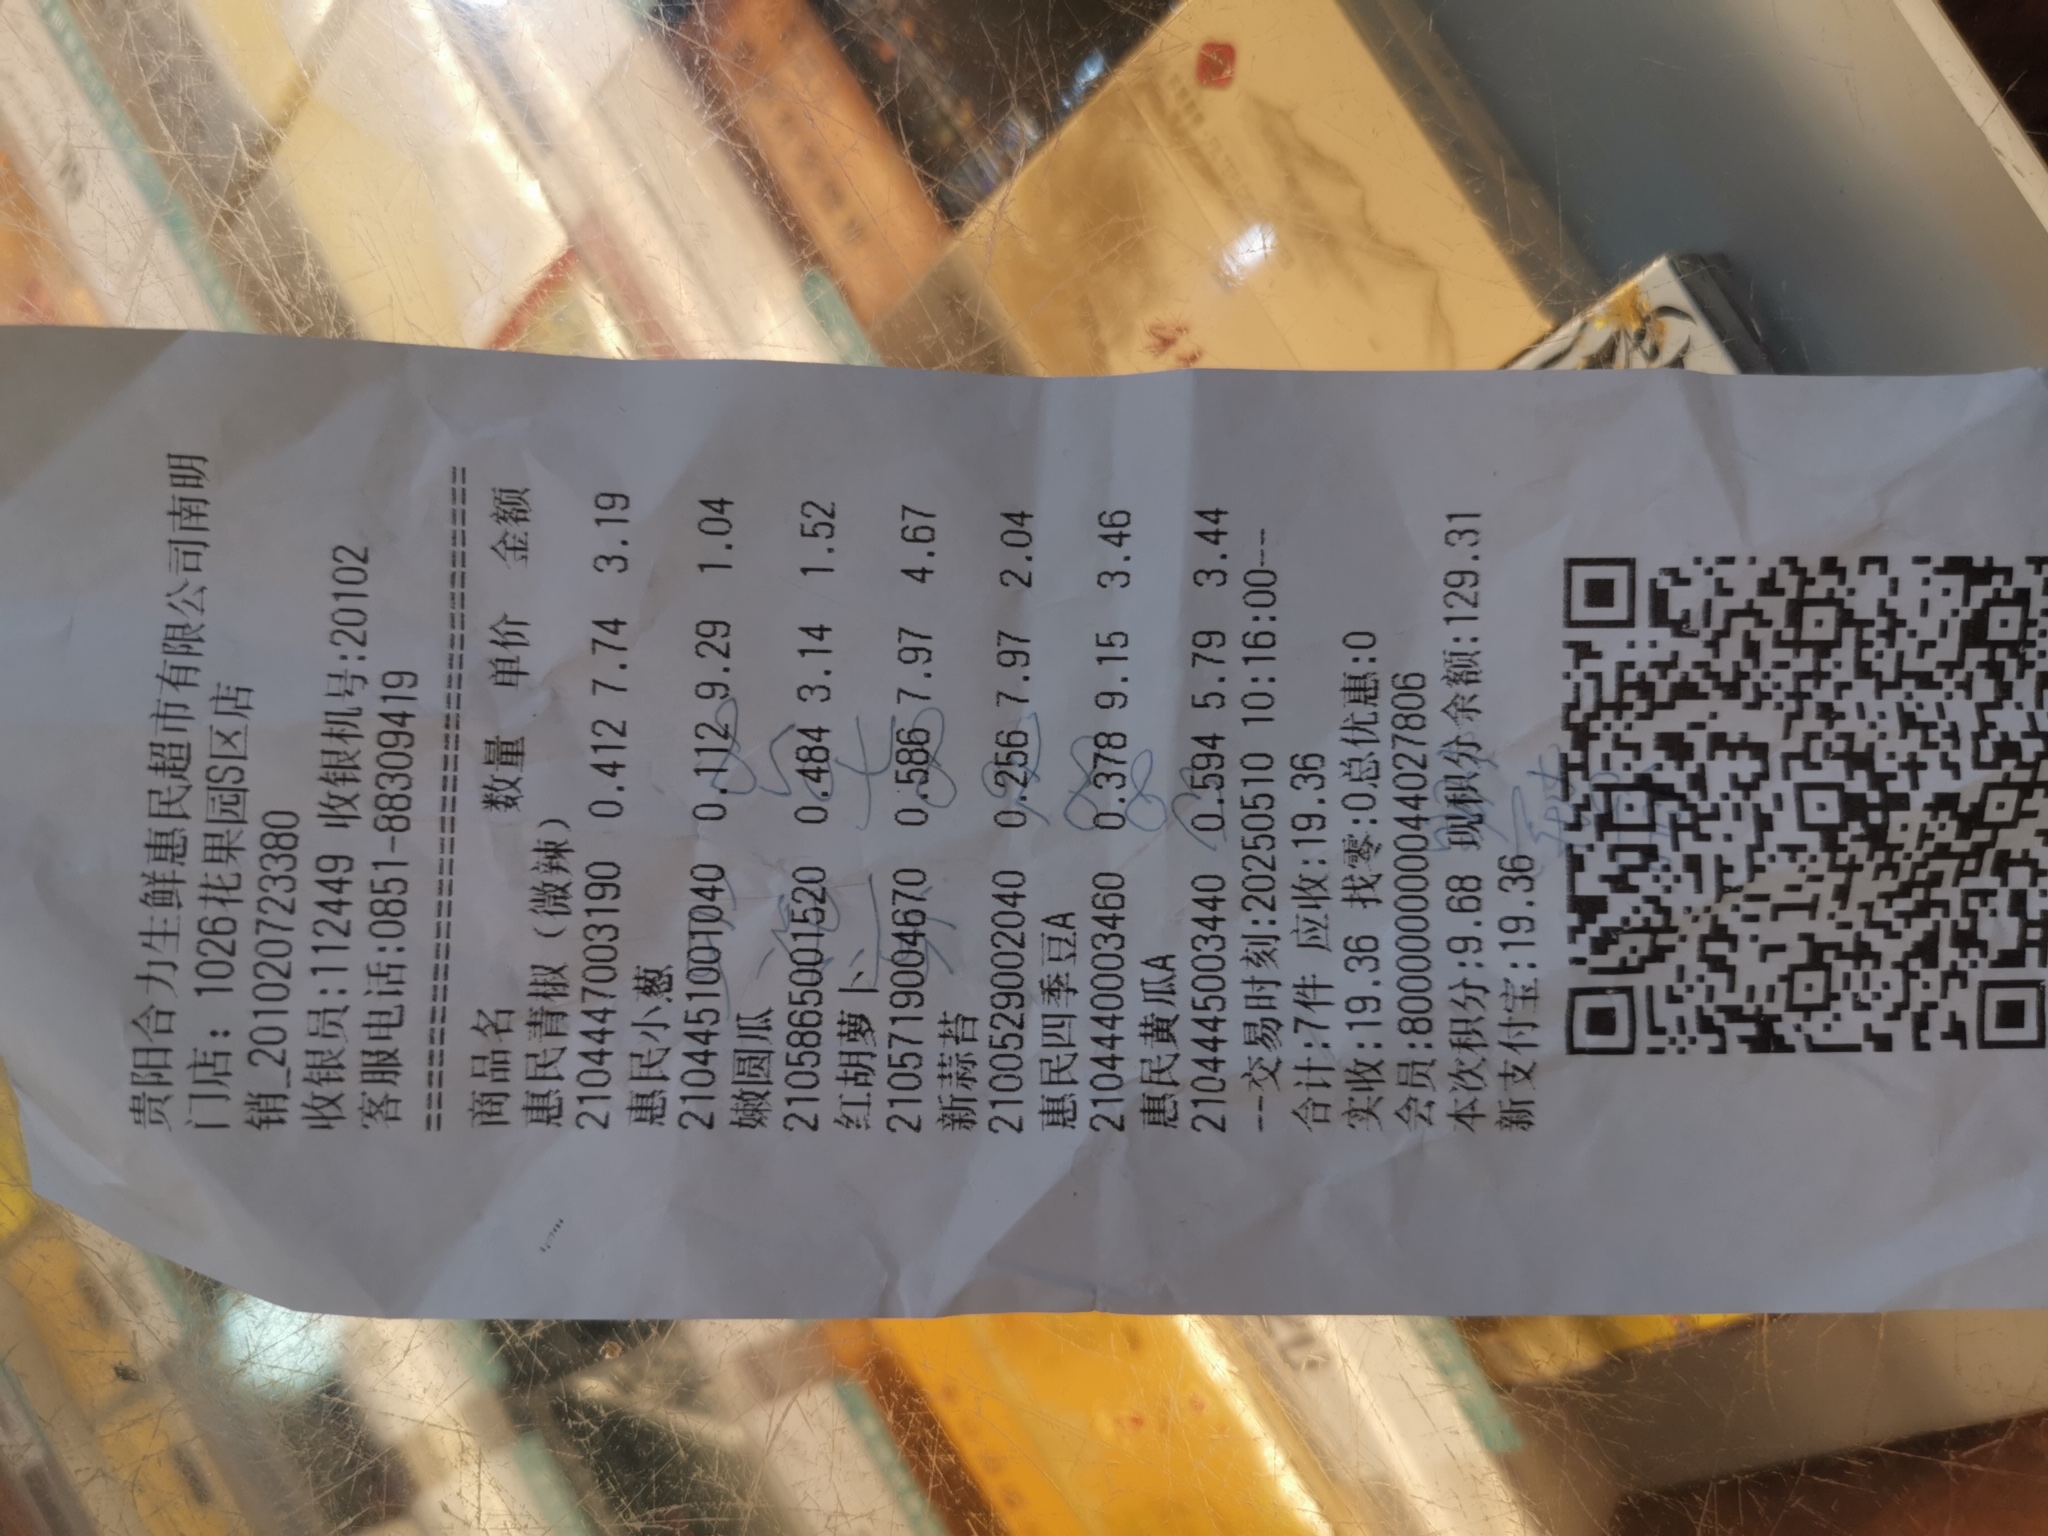 贵阳合力生鲜惠民超市有限公司南明
门店: 1026花果园S区店
销_201020723380
收银员:112449 收银机号:20102
客服电话:0851-88309419
================================
商品名 数量 单价 金额
惠民青椒（微辣）
2104447003190 0.412 7.74 3.19
惠民小葱
2104451001040 0.112 9.29 1.04
嫩圆瓜
2105865001520 0.484 3.14 1.52
红胡萝卜
2105719004670 0.586 7.97 4.67
新蒜苔
2100529002040 0.256 7.97 2.04
惠民四季豆A
2104440003460 0.378 9.15 3.46
惠民黄瓜A
2104445003440 0.594 5.79 3.44
---交易时刻:20250510 10:16:00---
合计:7件 应收:19.36
实收:19.36 找零:0总优惠:0
会员:80000000044027806
本次积分:9.68 现积分余额:129.31
新支付宝:19.36